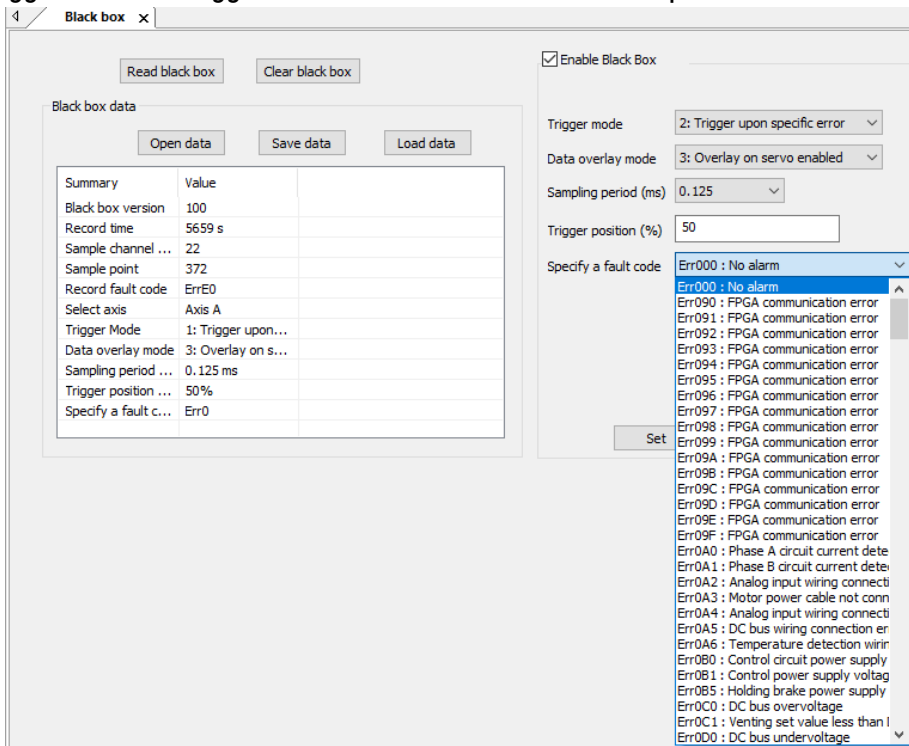 Black box x
Read black box
Clear black box
Black box data
Open data
Save data
Load data
Summary Value
Black box version 100
Record time 5659 s
Sample channel ... 22
Sample point 372
Record fault code ErrE0
Select axis Axis A
Trigger Mode 1: Trigger upon...
Data overlay mode 3: Overlay on s...
Sampling period ... 0.125 ms
Trigger position ... 50%
Specify a fault c... Err0
Enable Black Box
Trigger mode 2: Trigger upon specific error
Data overlay mode 3: Overlay on servo enabled
Sampling period (ms) 0.125
Trigger position (%) 50
Specify a fault code Err000 : No alarm
Err000 : No alarm
Err090 : FPGA communication error
Err091 : FPGA communication error
Err092 : FPGA communication error
Err093 : FPGA communication error
Err094 : FPGA communication error
Err095 : FPGA communication error
Err096 : FPGA communication error
Err097 : FPGA communication error
Err098 : FPGA communication error
Err099 : FPGA communication error
Err09A : FPGA communication error
Err09B : FPGA communication error
Err09C : FPGA communication error
Err09D : FPGA communication error
Err09E : FPGA communication error
Err09F : FPGA communication error
Err0A0 : Phase A circuit current dete
Err0A1 : Phase B circuit current dete
Err0A2 : Analog input wiring connecti
Err0A3 : Motor power cable not conn
Err0A4 : Analog input wiring connecti
Err0A5 : DC bus wiring connection er
Err0A6 : Temperature detection wirin
Err0B0 : Control circuit power supply
Err0B1 : Control power supply voltag
Err0B5 : Holding brake power supply
Err0C0 : DC bus overvoltage
Err0C1 : Venting set value less than
Err0D0 : DC bus undervoltage
Set